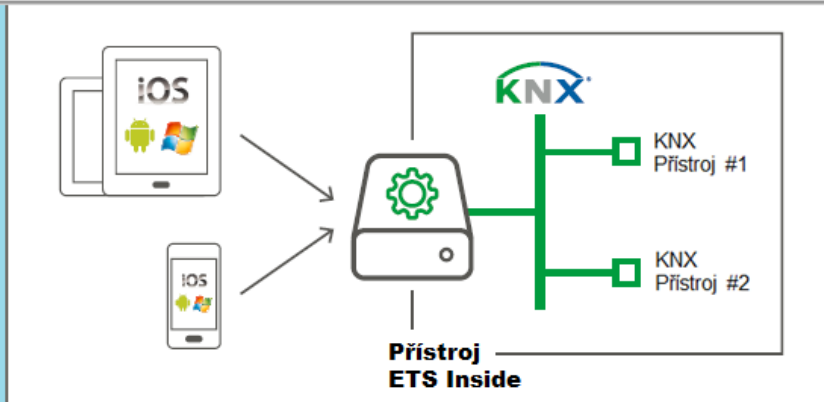 iOS
KNX
KNX
Přístroj #1
iOS
KNX
Přístroj #2
Přístroj
ETS Inside